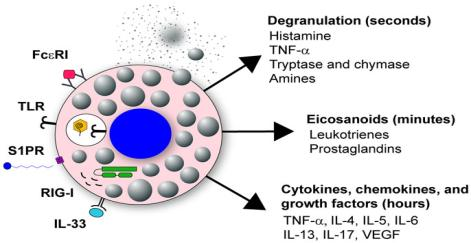 FcεRI
TLR
S1PR
RIG-I
IL-33
Degranulation (seconds)
Histamine
TNF-α
Tryptase and chymase
Amines
Eicosanoids (minutes)
Leukotrienes
Prostaglandins
Cytokines, chemokines, and
growth factors (hours)
TNF-α, IL-4, IL-5, IL-6
IL-13, IL-17, VEGF